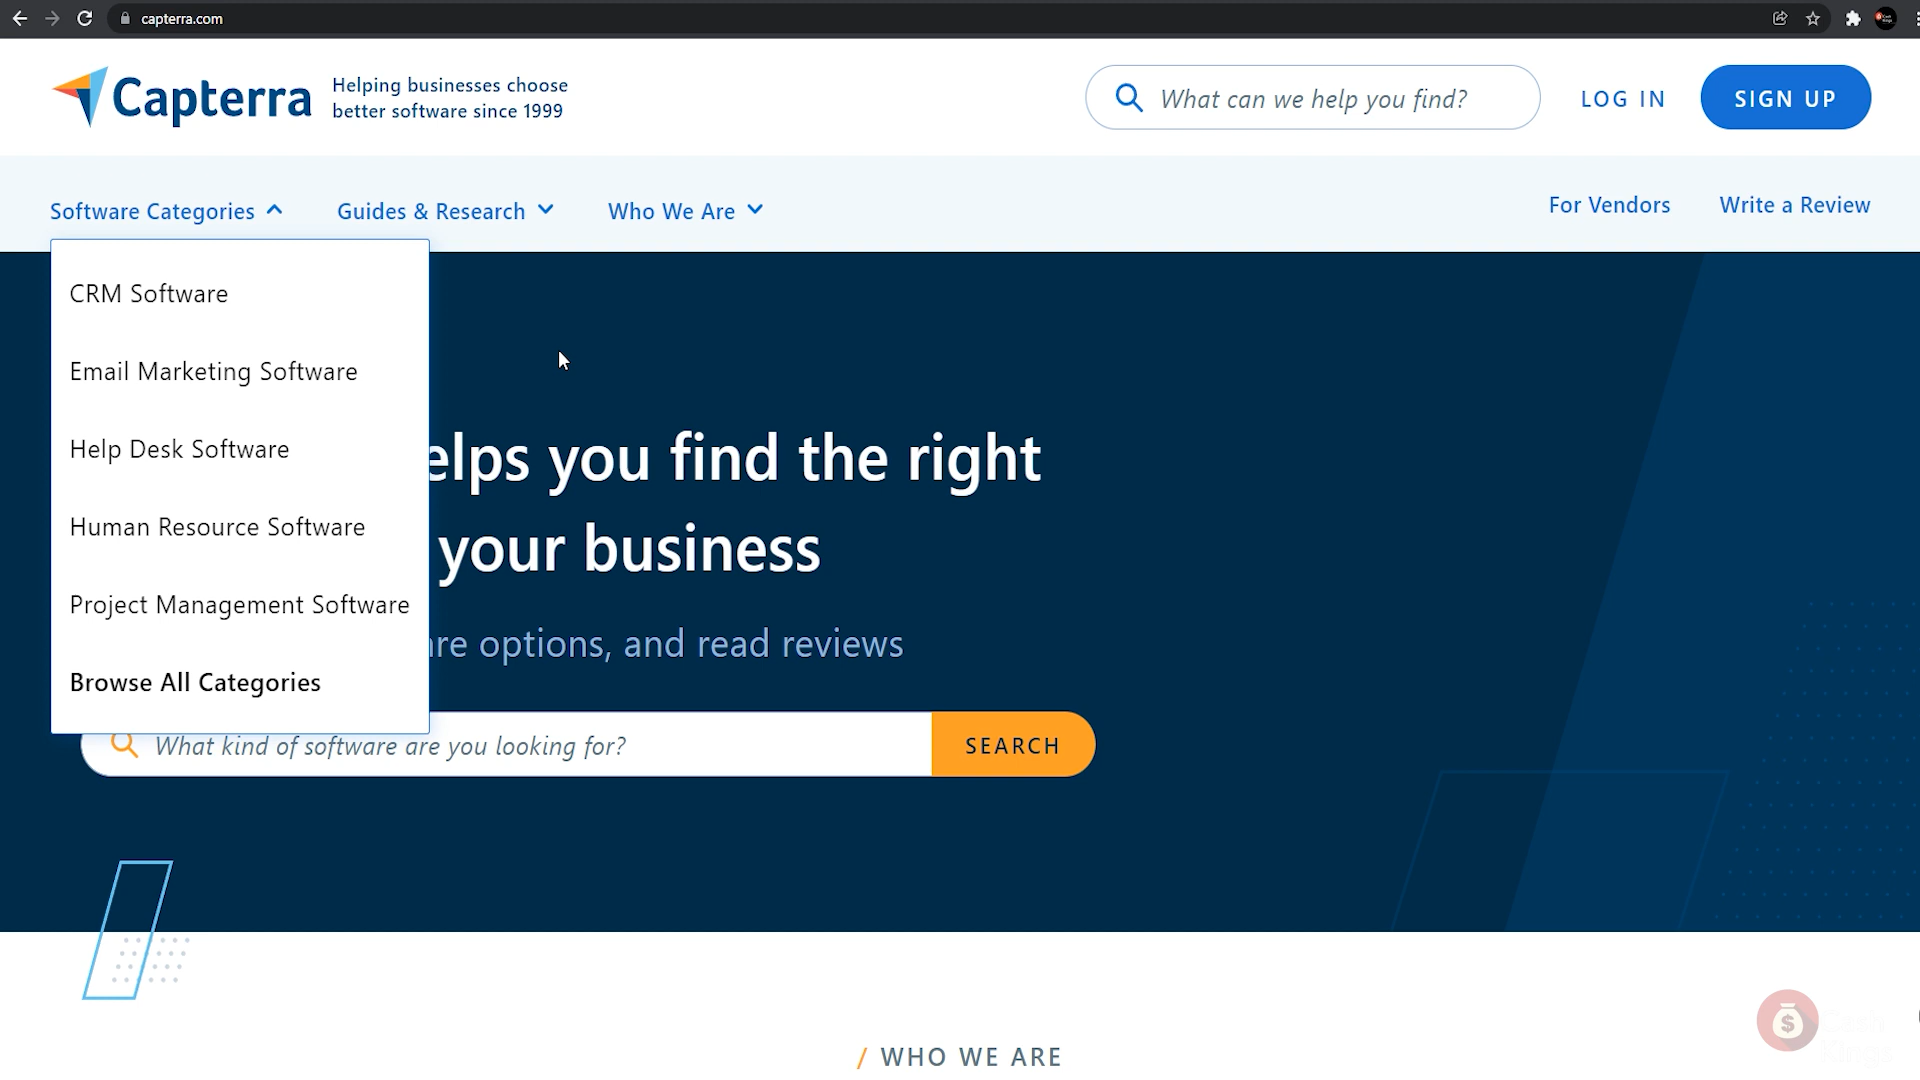 capterra.com
Capterra
Helping businesses choose
better software since 1999
What can we help you find?
LOG IN
SIGN UP
Software Categories
Guides & Research
Who We Are
For Vendors
Write a Review
CRM Software
Email Marketing Software
Help Desk Software
Human Resource Software
Project Management Software
Browse All Categories
elps you find the right
your business
re options, and read reviews
What kind of software are you looking for?
SEARCH
/ WHO WE ARE
$